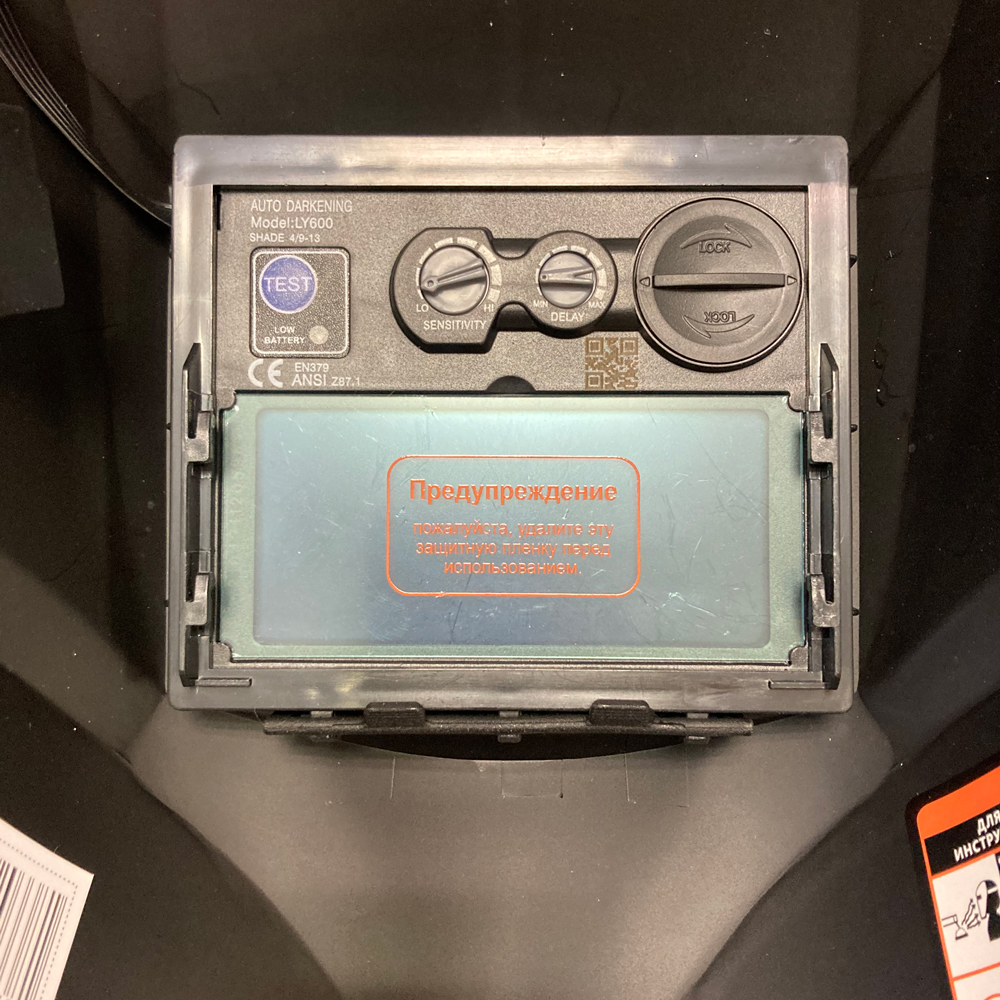 AUTO DARKENING
Model:LY600
SHADE 4/9-13
TEST
LOW
BATTERY
EN379
CE ANSI Z87.1
LO HI
SENSITIVITY
MIN MAX
DELAY
LOCK
LOCK
Предупреждение
пожалуйста, удалите эту
защитную пленку перед
использованием.
ДЛЯ
ИНСТРУ